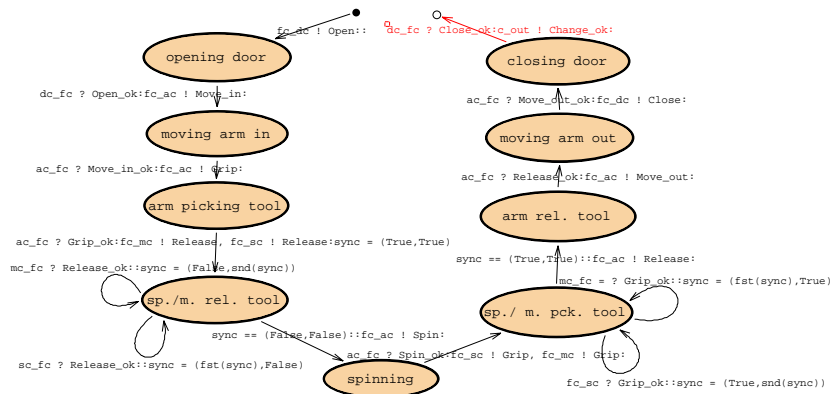 fc_dc ! Open::
dc_fc ? Close_ok:c_out ! Change_ok:
opening door
closing door
dc_fc ? Open_ok:fc_ac ! Move_in:
ac_fc ? Move_out_ok:fc_dc ! Close:
moving arm in
moving arm out
ac_fc ? Move_in_ok:fc_ac ! Grip:
ac_fc ? Release_ok:fc_ac ! Move_out:
arm picking tool
arm rel. tool
ac_fc ? Grip_ok:fc_mc ! Release, fc_sc ! Release:sync = (True,True)
sync == (True,True)::fc_ac ! Release:
mc_fc ? Release_ok::sync = (False,snd(sync))
mc_fc = ? Grip_ok::sync = (fst(sync),True)
sp./m. rel. tool
sp./ m. pck. tool
sync == (False,False)::fc_ac ! Spin:
ac_fc ? Spin_ok:fc_sc ! Grip, fc_mc ! Grip:
sc_fc ? Release_ok::sync = (fst(sync),False)
spinning
fc_sc ? Grip_ok::sync = (True,snd(sync))